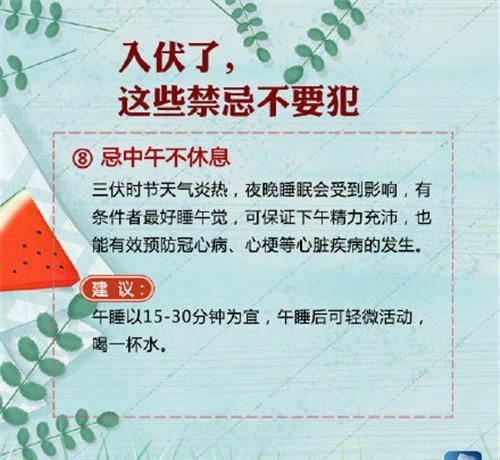 入伏了，
这些禁忌不要犯
⑧ 忌中午不休息
三伏时节天气炎热，夜晚睡眠会受到影响，有
条件者最好睡午觉，可保证下午精力充沛，也
能有效预防冠心病、心梗等心脏疾病的发生。
建议：
午睡以15-30分钟为宜，午睡后可轻微活动，
喝一杯水。